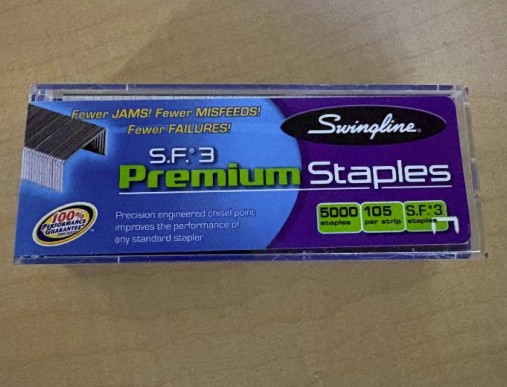 Fewer JAMS! Fewer MISFEEDS!
Fewer FAILURES!
Swingline®
S.F.® 3
Premium Staples
100%
PERFORMANCE
GUARANTEE!
Precision engineered chisel point
improves the performance of
any standard stapler
5000 staples
105 per strip
S.F.® 3 staples